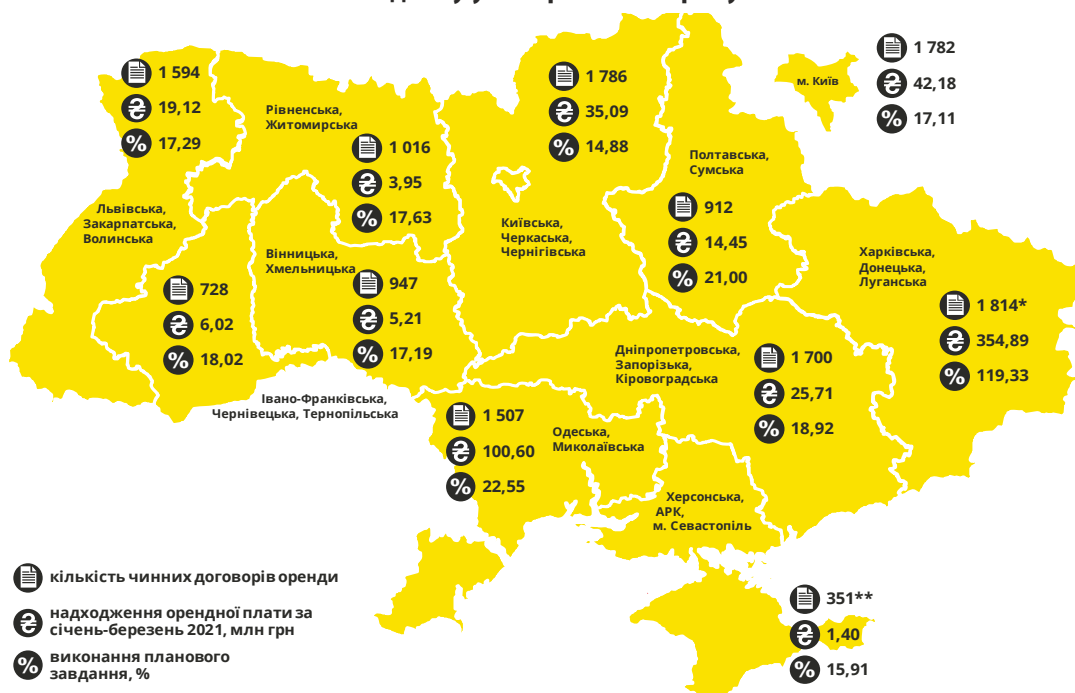 1 594
19,12
17,29
Львівська,
Закарпатська,
Волинська
Рівненська,
Житомирська
1 016
3,95
17,63
1 786
35,09
14,88
Київська,
Черкаська,
Чернігівська
м. Київ
1 782
42,18
17,11
Полтавська,
Сумська
912
14,45
21,00
Харківська,
Донецька,
Луганська
1 814*
354,89
119,33
728
6,02
18,02
Івано-Франківська,
Чернівецька, Тернопільська
Вінницька,
Хмельницька
947
5,21
17,19
Дніпропетровська,
Запорізька,
Кіровоградська
1 700
25,71
18,92
1 507
100,60
22,55
Одеська,
Миколаївська
Херсонська,
АРК,
м. Севастополь
351**
1,40
15,91
кількість чинних договорів оренди
надходження орендної плати за
січень-березень 2021, млн грн
% виконання планового
завдання, %